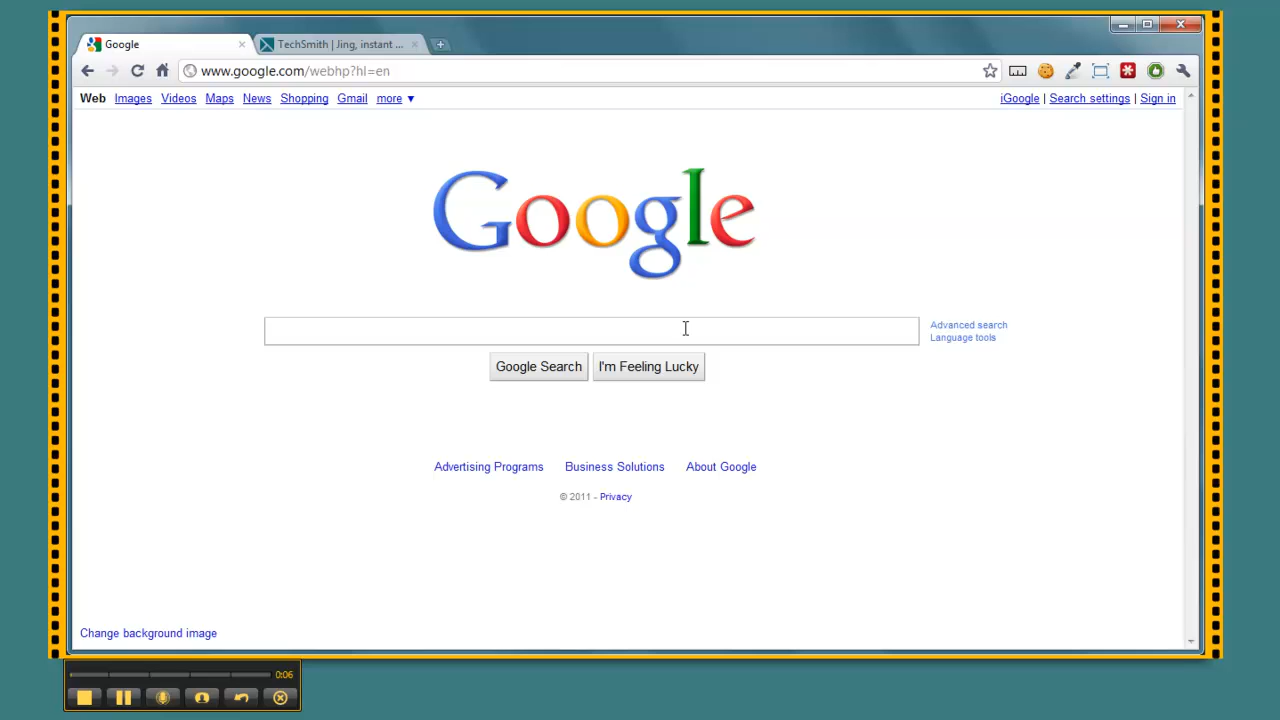 Google
TechSmith | Jing, instant ...
www.google.com/webhp?hl=en
Web Images Videos Maps News Shopping Gmail more ▼
iGoogle | Search settings | Sign in
Google
Advanced search
Language tools
Google Search I'm Feeling Lucky
Advertising Programs Business Solutions About Google
© 2011 - Privacy
Change background image
0:06